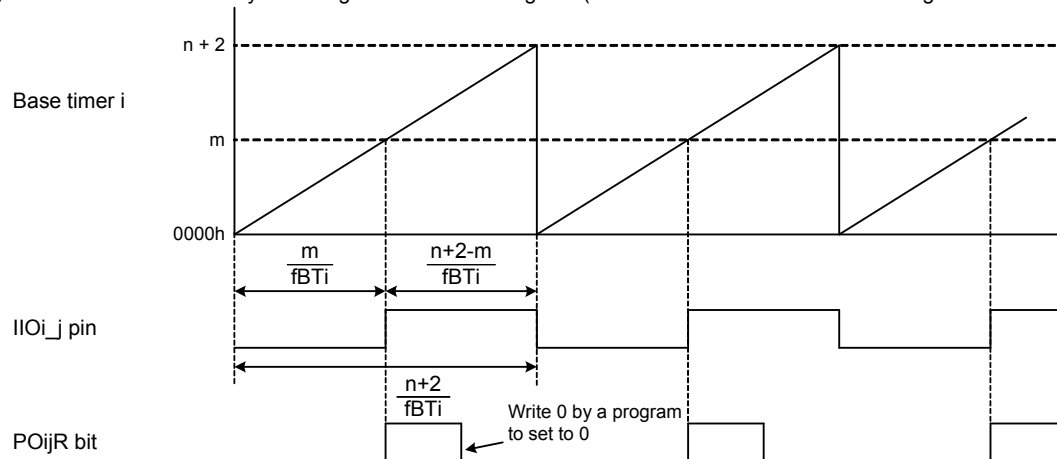 n + 2
Base timer i
m
0000h
m
fBTi
n+2-m
fBTi
IIOi_j pin
n+2
fBTi
Write 0 by a program
to set to 0
POijR bit